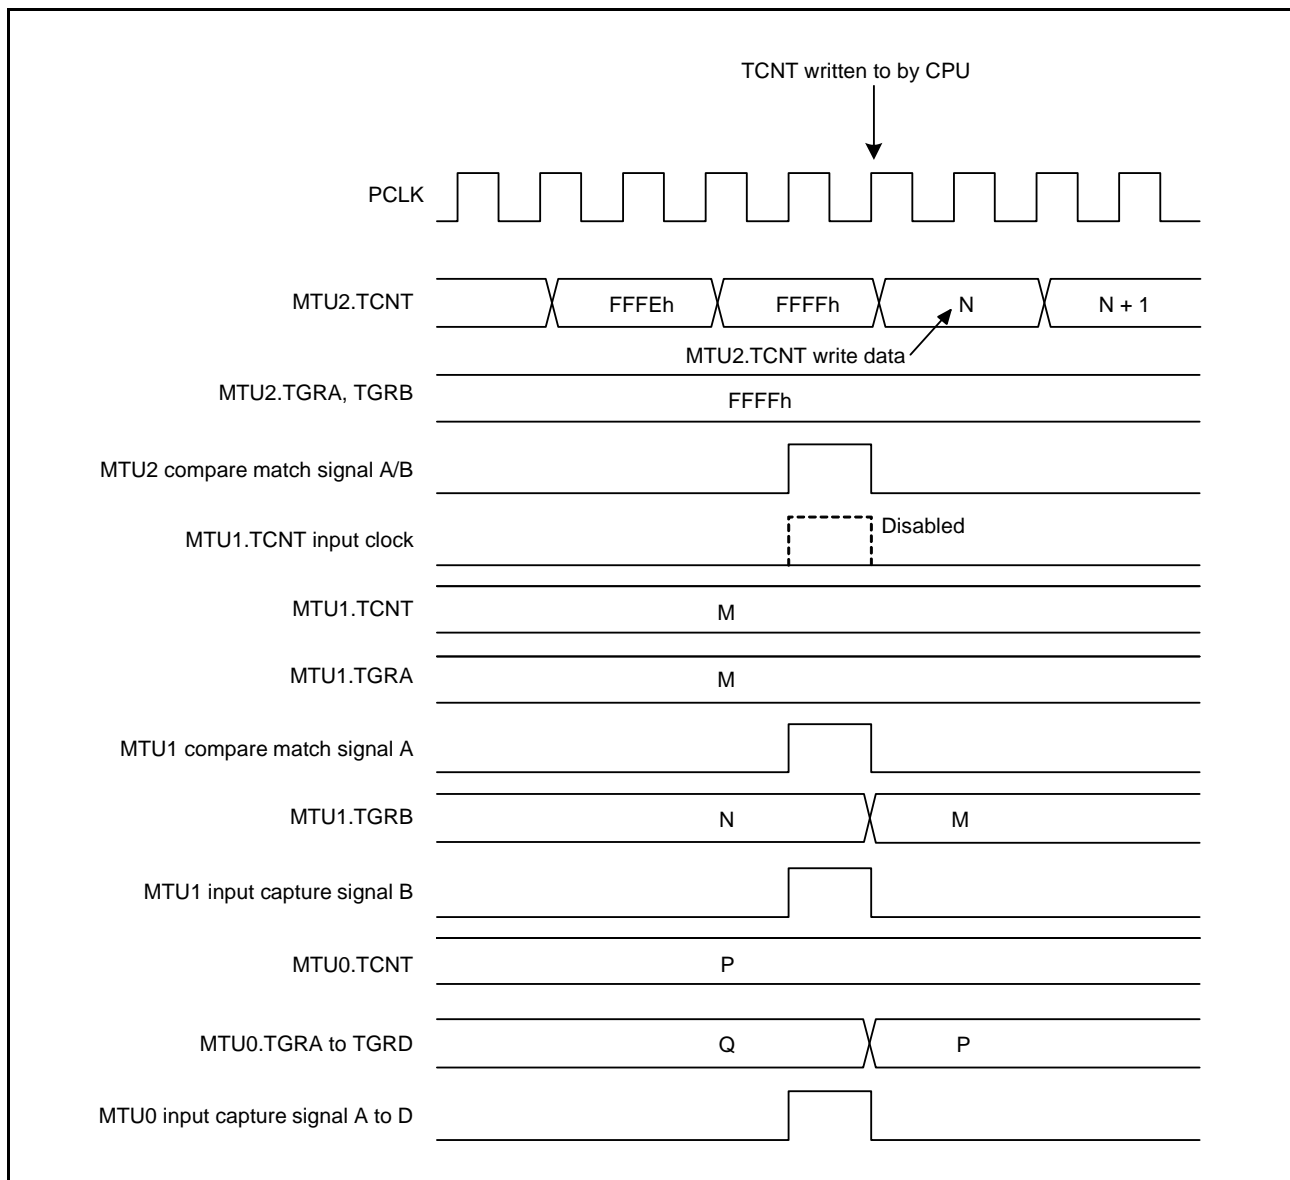 TCNT written to by CPU
PCLK
MTU2.TCNT FFFEh FFFFh N N + 1
MTU2.TCNT write data
MTU2.TGRA, TGRB FFFFh
MTU2 compare match signal A/B
MTU1.TCNT input clock Disabled
MTU1.TCNT M
MTU1.TGRA M
MTU1 compare match signal A
MTU1.TGRB N M
MTU1 input capture signal B
MTU0.TCNT P
MTU0.TGRA to TGRD Q P
MTU0 input capture signal A to D